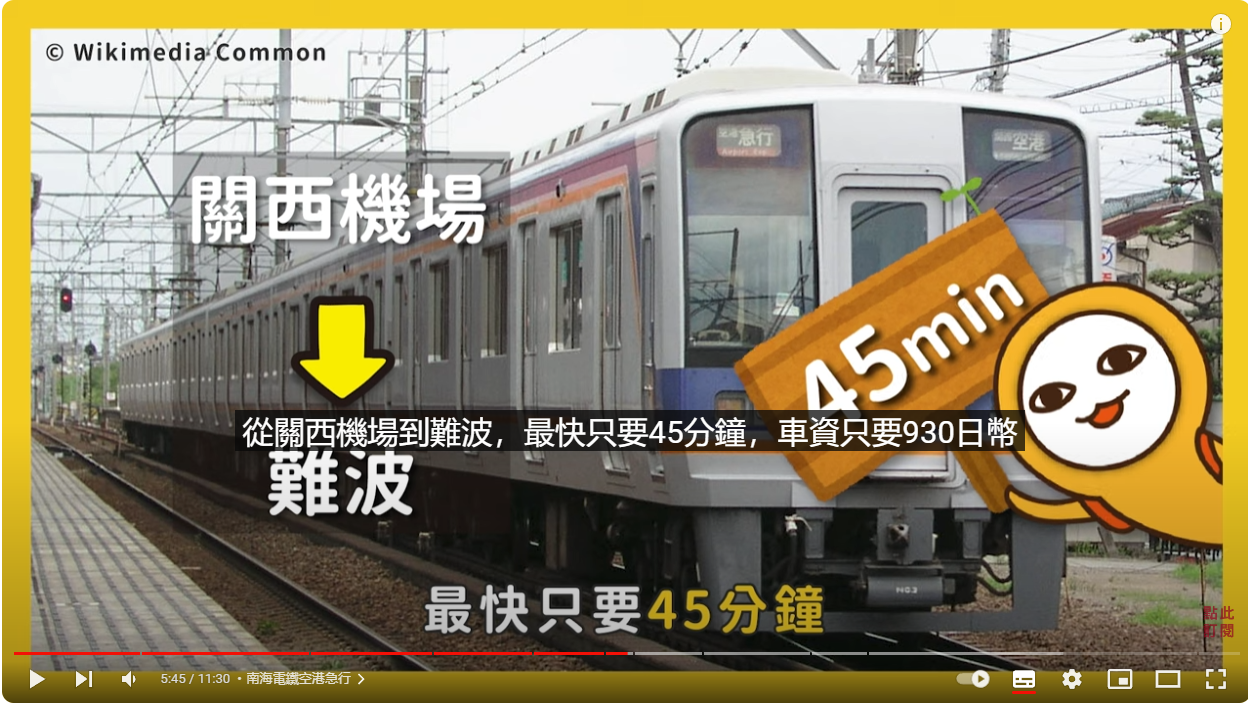 © Wikimedia Common
急行
空港
關西機場
45min
從關西機場到難波，最快只要45分鐘，車資只要930日幣
難波
NO.3
最快只要45分鐘
點此
訂閱
5:45 / 11:30 • 南海電鐵空港急行